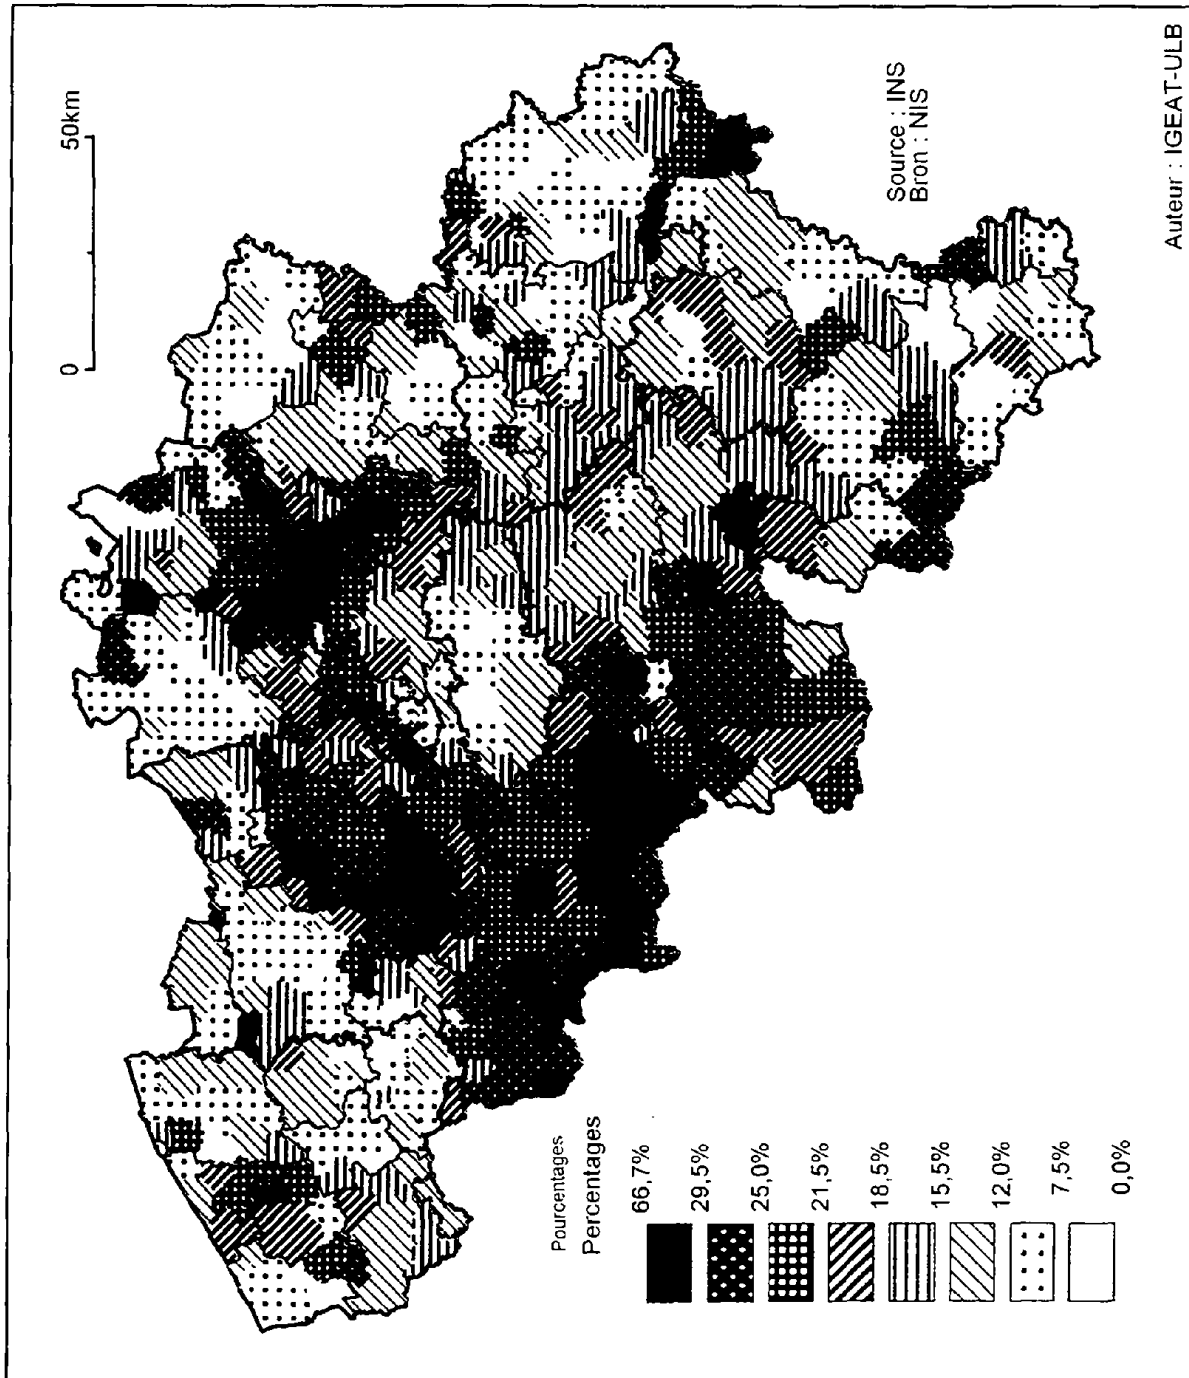 0
50km
Source : INS
Bron : NIS
Auteur : IGEAT-ULB
Pourcentages
Percentages
66,7%
29,5%
25,0%
21,5%
18,5%
15,5%
12,0%
7,5%
0,0%